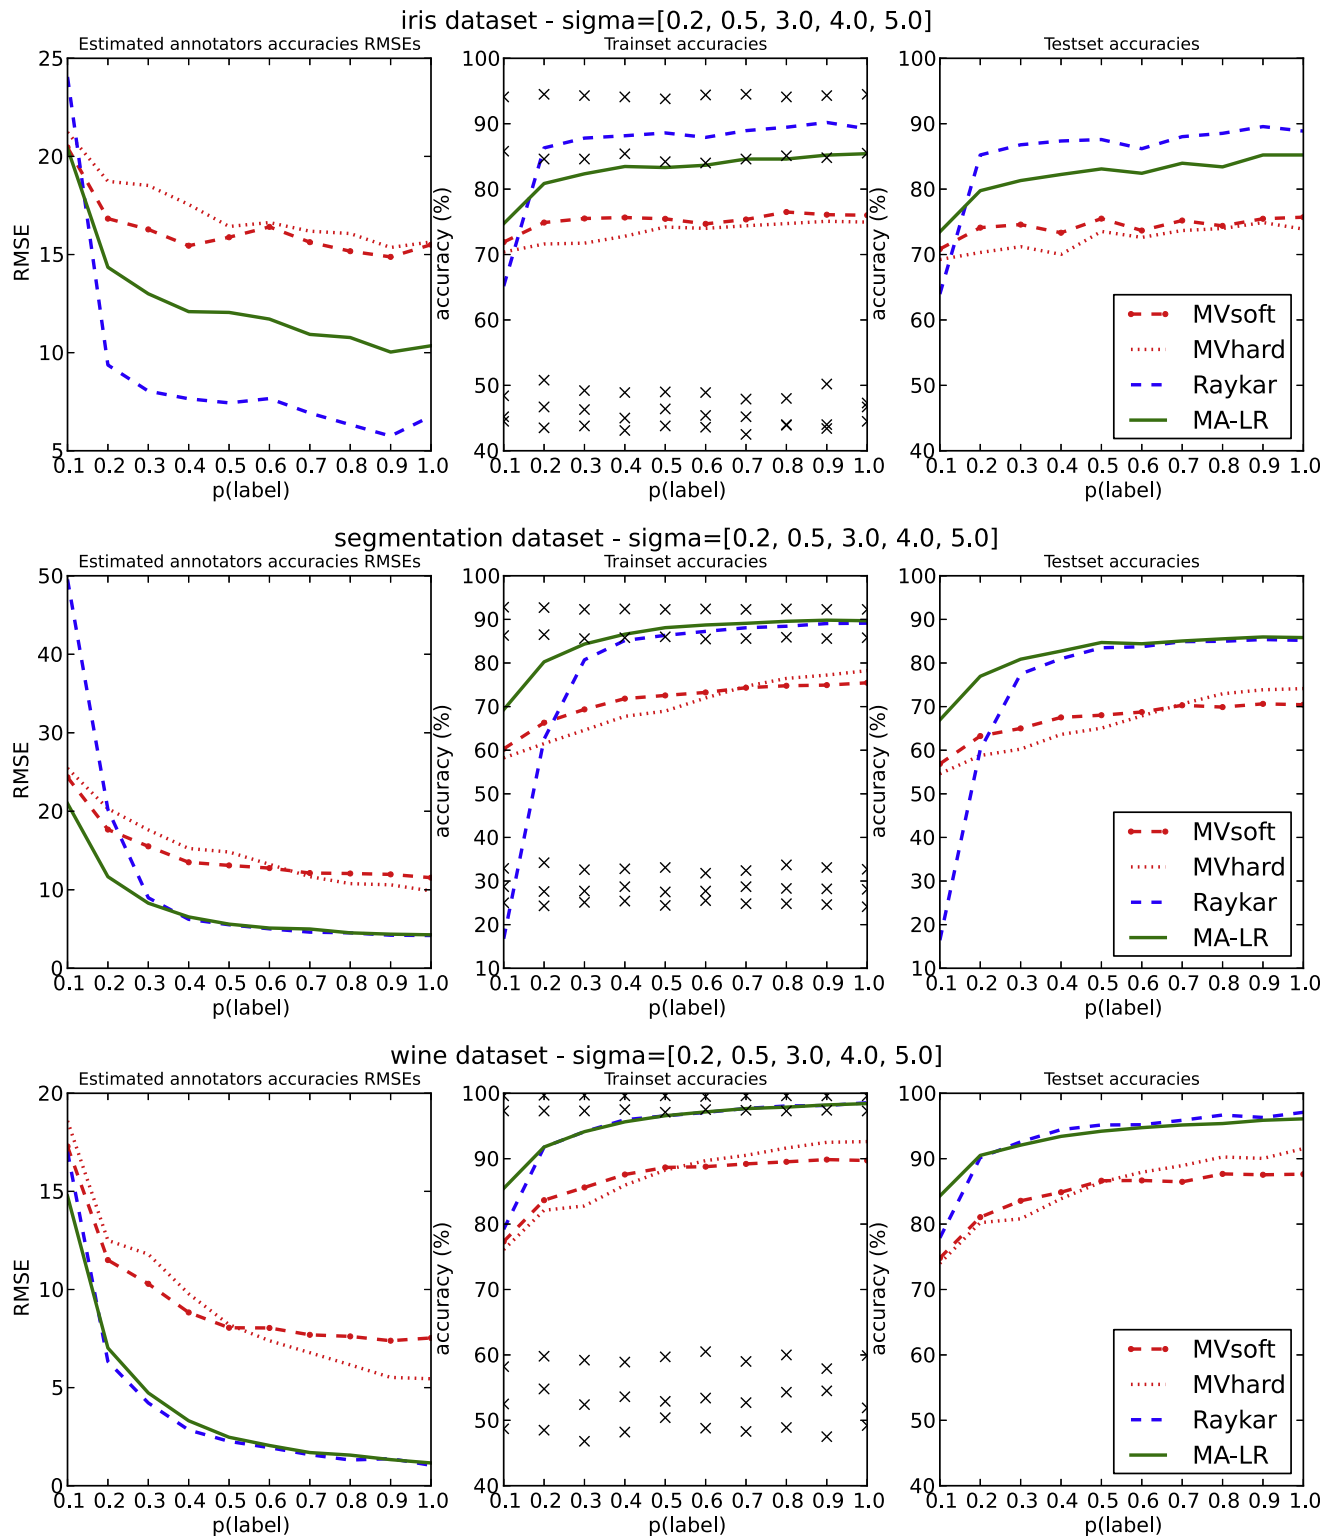 iris dataset - sigma=[0.2, 0.5, 3.0, 4.0, 5.0]
Estimated annotators accuracies RMSEs
Trainset accuracies
Testset accuracies
25
20
15
10
5
RMSE
0.1 0.2 0.3 0.4 0.5 0.6 0.7 0.8 0.9 1.0
p(label)
100
90
80
70
60
50
40
accuracy (%)
0.1 0.2 0.3 0.4 0.5 0.6 0.7 0.8 0.9 1.0
p(label)
100
90
80
70
60
50
40
accuracy (%)
MVsoft
MVhard
Raykar
MA-LR
0.1 0.2 0.3 0.4 0.5 0.6 0.7 0.8 0.9 1.0
p(label)
segmentation dataset - sigma=[0.2, 0.5, 3.0, 4.0, 5.0]
Estimated annotators accuracies RMSEs
Trainset accuracies
Testset accuracies
50
40
30
20
10
0
RMSE
0.1 0.2 0.3 0.4 0.5 0.6 0.7 0.8 0.9 1.0
p(label)
100
90
80
70
60
50
40
30
20
10
accuracy (%)
0.1 0.2 0.3 0.4 0.5 0.6 0.7 0.8 0.9 1.0
p(label)
100
90
80
70
60
50
40
30
20
10
accuracy (%)
MVsoft
MVhard
Raykar
MA-LR
0.1 0.2 0.3 0.4 0.5 0.6 0.7 0.8 0.9 1.0
p(label)
wine dataset - sigma=[0.2, 0.5, 3.0, 4.0, 5.0]
Estimated annotators accuracies RMSEs
Trainset accuracies
Testset accuracies
20
15
10
5
0
RMSE
0.1 0.2 0.3 0.4 0.5 0.6 0.7 0.8 0.9 1.0
p(label)
100
90
80
70
60
50
40
accuracy (%)
0.1 0.2 0.3 0.4 0.5 0.6 0.7 0.8 0.9 1.0
p(label)
100
90
80
70
60
50
40
accuracy (%)
MVsoft
MVhard
Raykar
MA-LR
0.1 0.2 0.3 0.4 0.5 0.6 0.7 0.8 0.9 1.0
p(label)